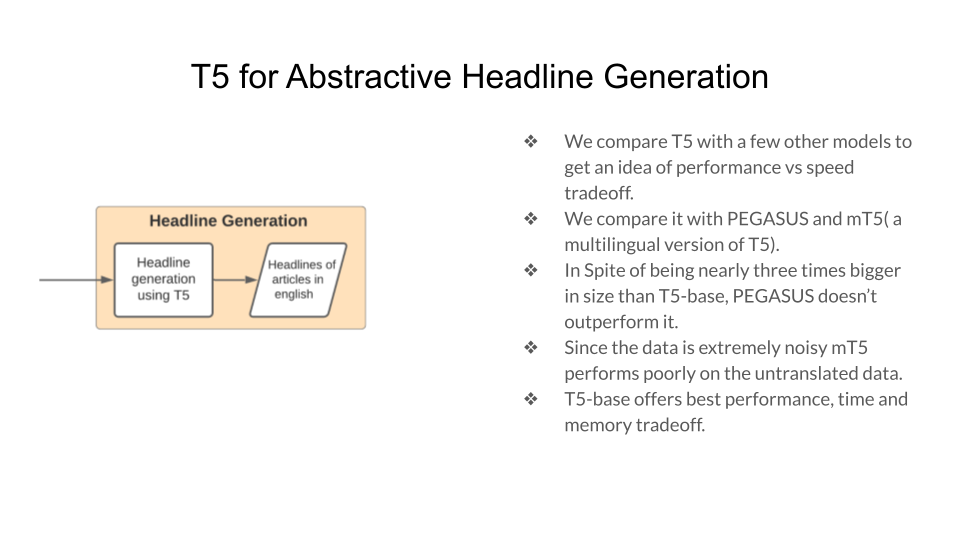 T5 for Abstractive Headline Generation
Headline Generation
Headline
generation
using T5
Headlines of
articles in
english
❖ We compare T5 with a few other models to
get an idea of performance vs speed
tradeoff.
❖ We compare it with PEGASUS and mT5( a
multilingual version of T5).
❖ In Spite of being nearly three times bigger
in size than T5-base, PEGASUS doesn’t
outperform it.
❖ Since the data is extremely noisy mT5
performs poorly on the untranslated data.
❖ T5-base offers best performance, time and
memory tradeoff.